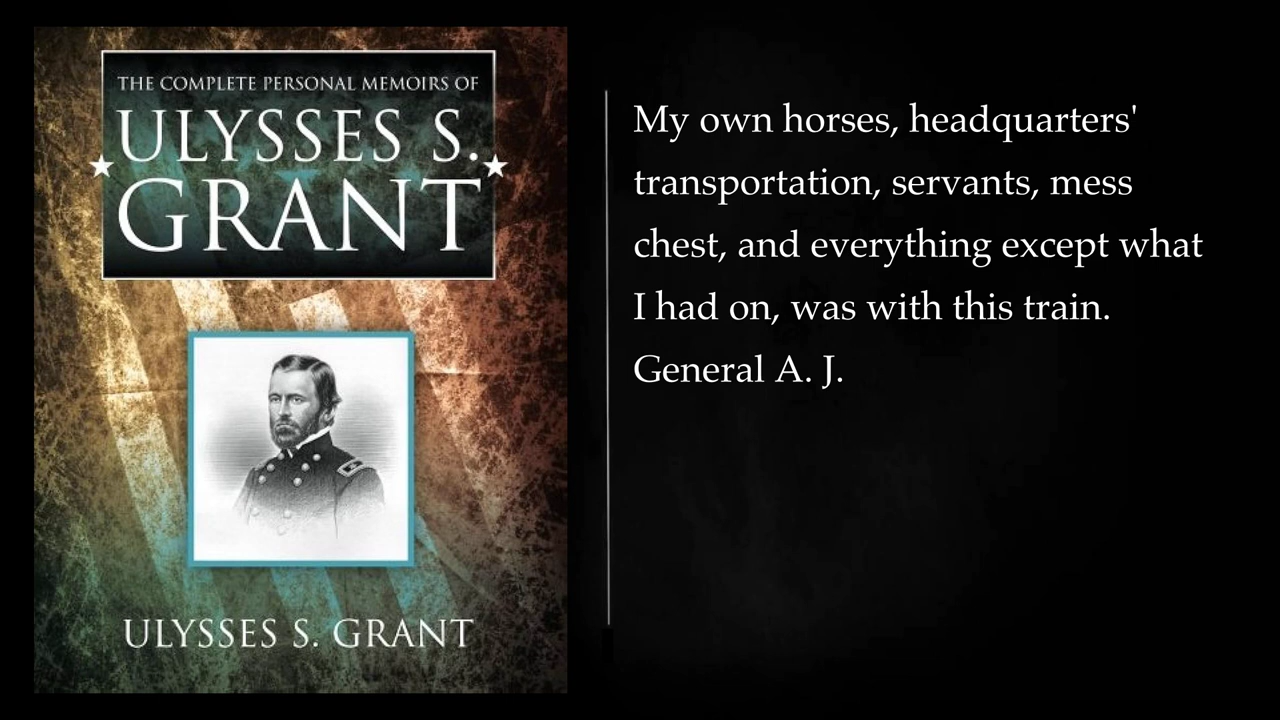 THE COMPLETE PERSONAL MEMOIRS OF
ULYSSES S.
GRANT
ULYSSES S. GRANT
My own horses, headquarters'
transportation, servants, mess
chest, and everything except what
I had on, was with this train.
General A. J.